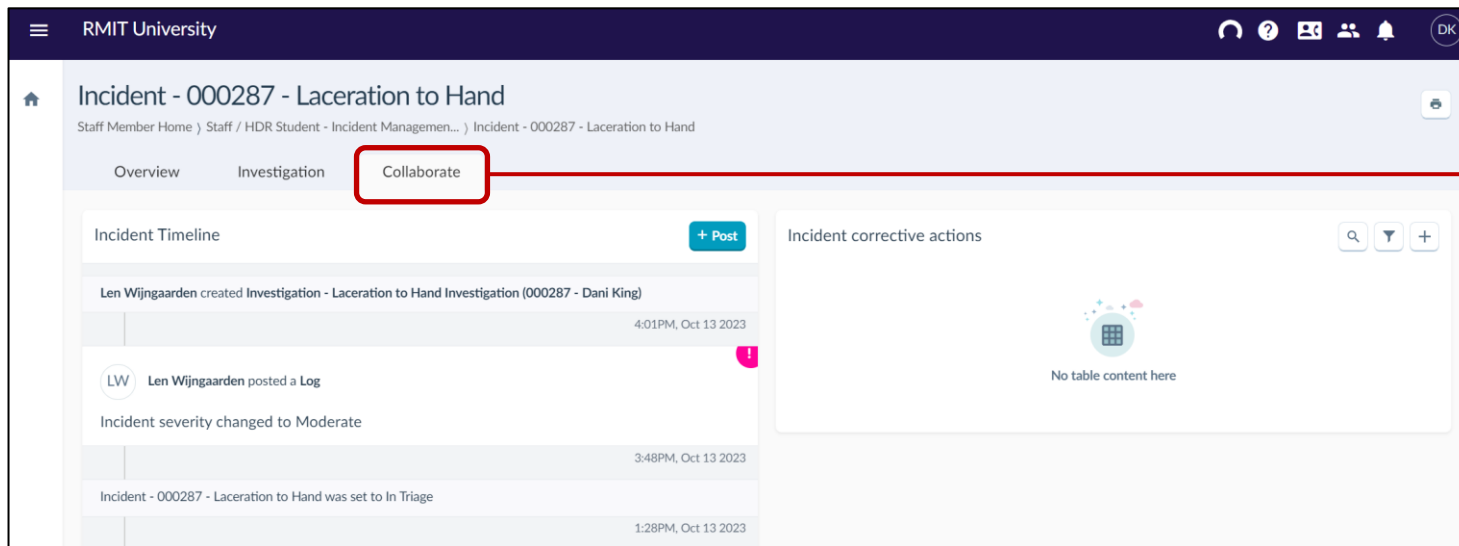 RMIT University
DK
Incident - 000287 - Laceration to Hand
Staff Member Home ⟩ Staff / HDR Student - Incident Managemen... ⟩ Incident - 000287 - Laceration to Hand
Overview Investigation Collaborate
Incident Timeline
+ Post
Len Wijngaarden created Investigation - Laceration to Hand Investigation (000287 - Dani King)
4:01PM, Oct 13 2023
LW Len Wijngaarden posted a Log
Incident severity changed to Moderate
3:48PM, Oct 13 2023
Incident - 000287 - Laceration to Hand was set to In Triage
1:28PM, Oct 13 2023
Incident corrective actions
No table content here